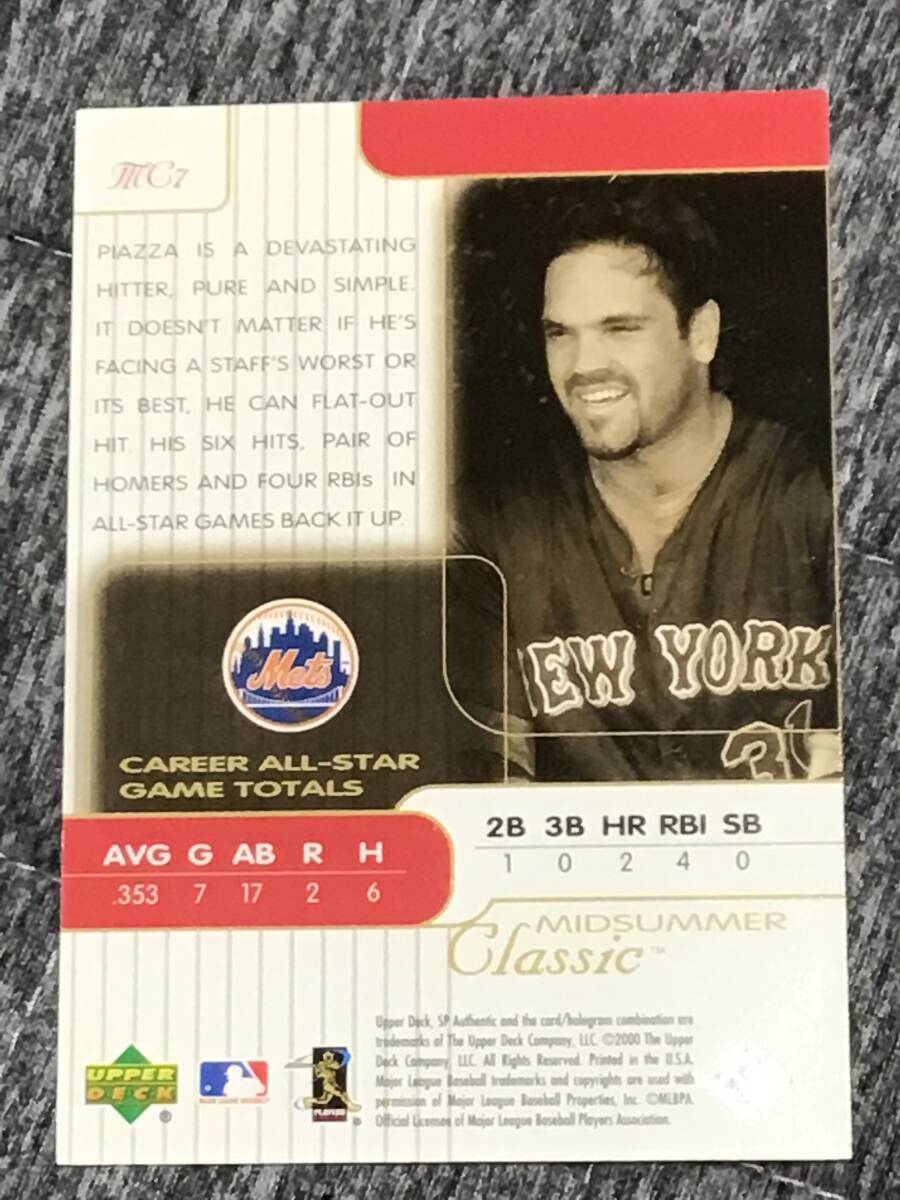 MC7
PIAZZA IS A DEVASTATING
HITTER, PURE AND SIMPLE.
IT DOESN'T MATTER IF HE'S
FACING A STAFF'S WORST OR
ITS BEST, HE CAN FLAT-OUT
HIT. HIS SIX HITS, PAIR OF
HOMERS AND FOUR RBIs IN
ALL-STAR GAMES BACK IT UP.
Mets
NEW YORK
31
CAREER ALL-STAR
GAME TOTALS
AVG G AB R H
.353 7 17 2 6
2B 3B HR RBI SB
1 0 2 4 0
MIDSUMMER
Classic™
UPPER
DECK
®
PLAYERS
Upper Deck, SP Authentic and the card/hologram combination are
trademarks of The Upper Deck Company, LLC. ©2000 The Upper
Deck Company, LLC. All Rights Reserved. Printed in the U.S.A.
Major League Baseball trademarks and copyrights are used with
permission of Major League Baseball Properties, Inc. ©MLBPA
Official Licensee of Major League Baseball Players Association.